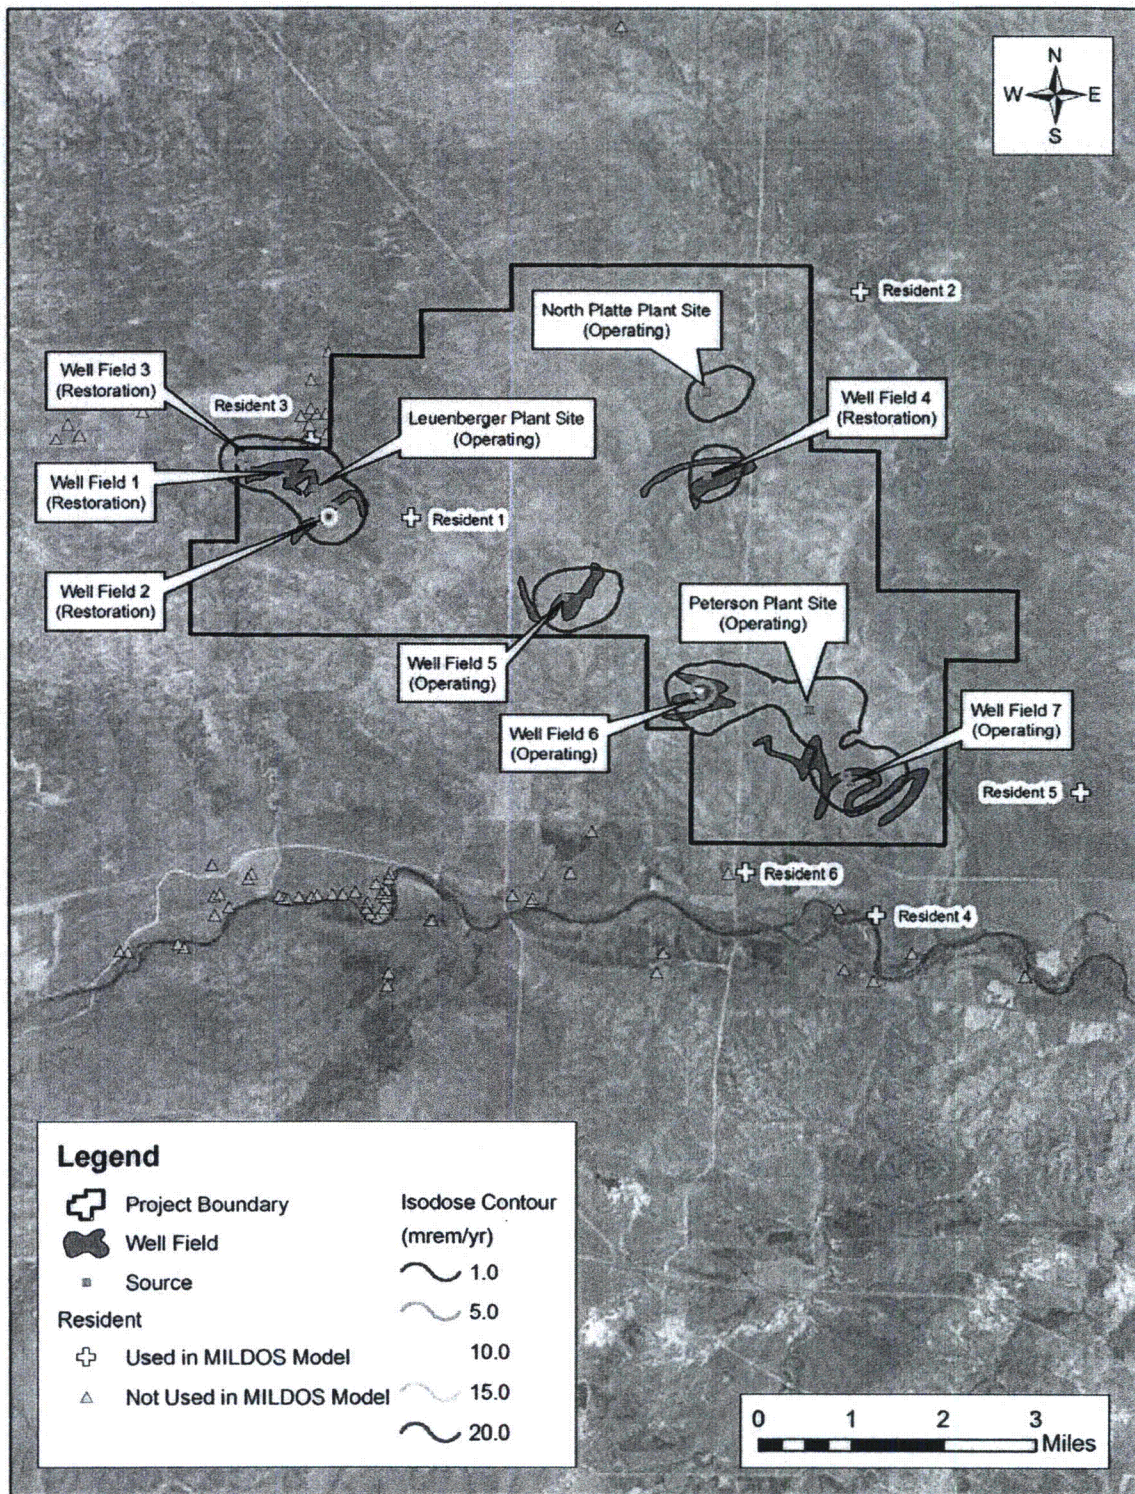 N
W E
S
Resident 2
North Platte Plant Site
(Operating)
Well Field 3
(Restoration)
Resident 3
Leuenberger Plant Site
(Operating)
Well Field 4
(Restoration)
Well Field 1
(Restoration)
Resident 1
Well Field 2
(Restoration)
Peterson Plant Site
(Operating)
Well Field 5
(Operating)
Well Field 6
(Operating)
Well Field 7
(Operating)
Resident 5
Resident 6
Resident 4
Legend
Project Boundary
Well Field
Source
Resident
Used in MILDOS Model
Not Used in MILDOS Model
Isodose Contour
(mrem/yr)
1.0
5.0
10.0
15.0
20.0
0 1 2 3
Miles